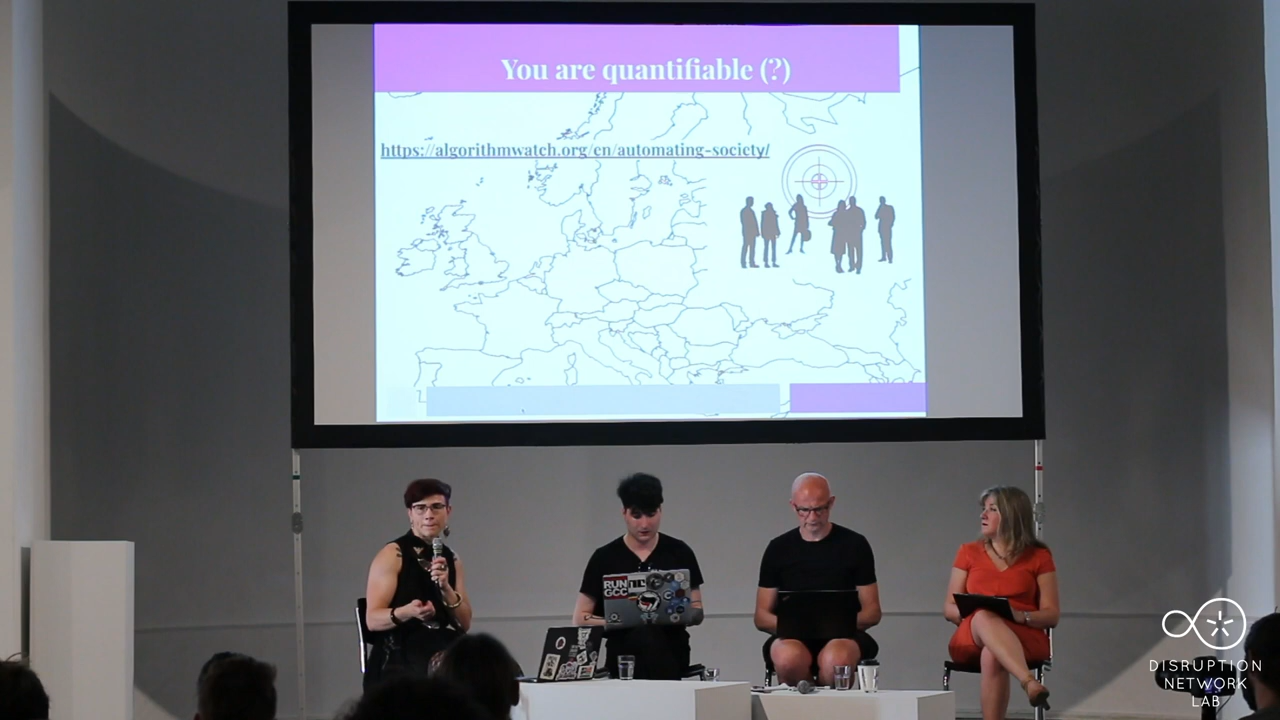 You are quantifiable (?)
https://algorithmwatch.org/en/automating-society/
RUN
GCC
DISRUPTION
NETWORK
LAB